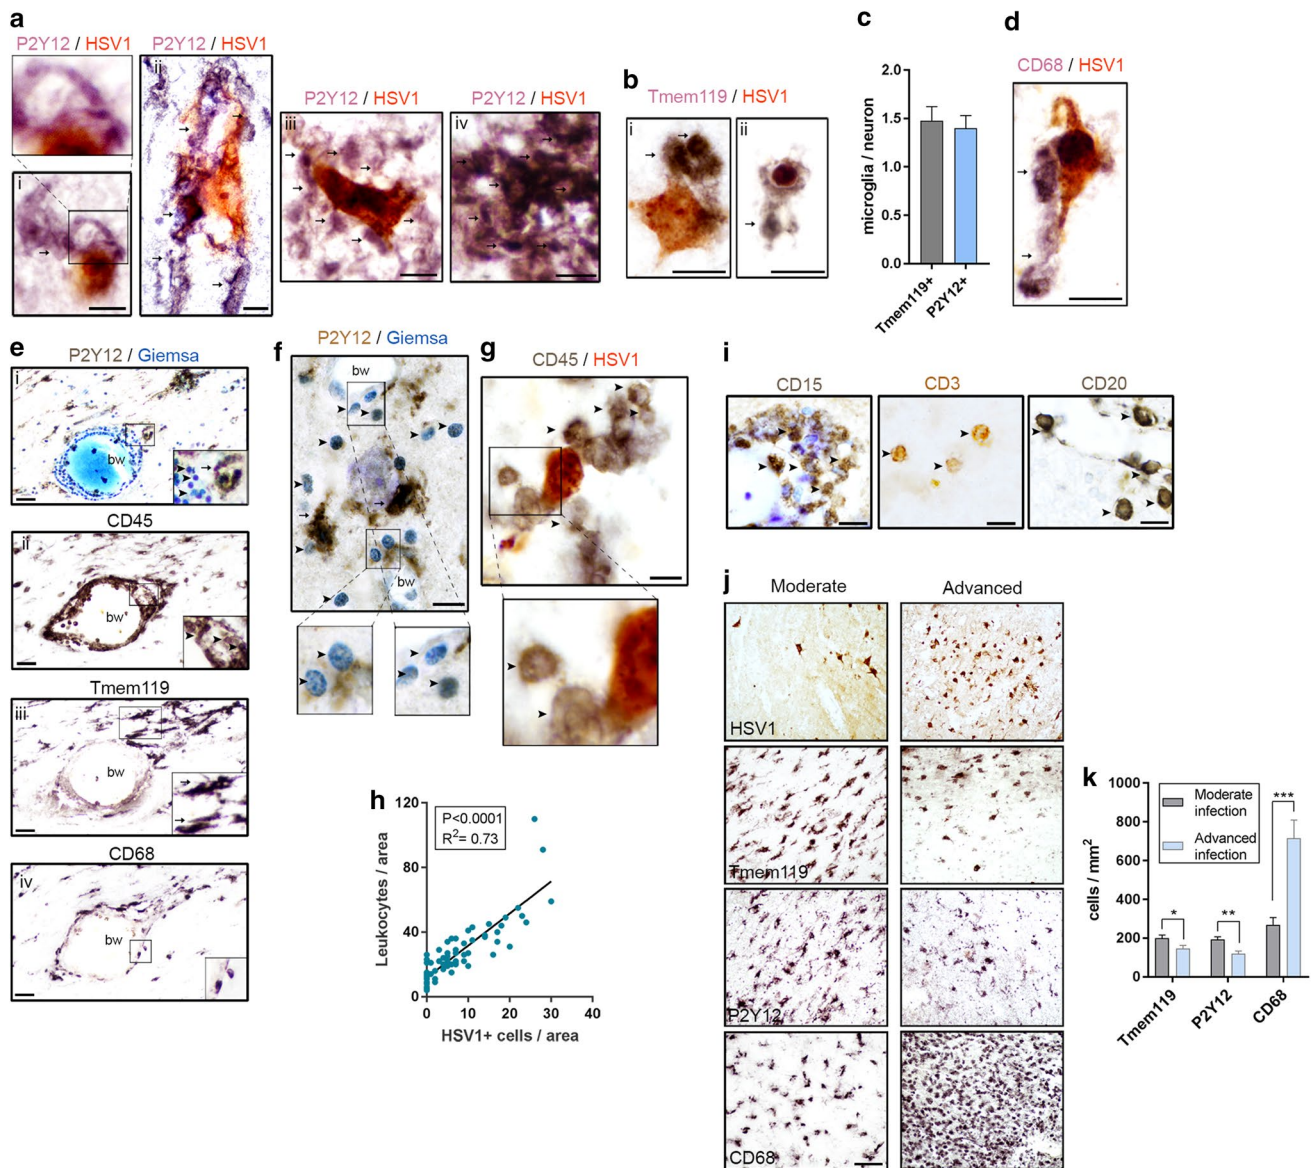 a
P2Y12 / HSV1
i
P2Y12 / HSV1
ii
P2Y12 / HSV1
iii
P2Y12 / HSV1
iv
b
Tmem119 / HSV1
i
ii
c
microglia / neuron
2.0
1.5
1.0
0.5
0.0
Tmem119+
P2Y12+
d
CD68 / HSV1
e
P2Y12 / Giemsa
i
bw
CD45
ii
bw
Tmem119
iii
bw
CD68
iv
bw
f
P2Y12 / Giemsa
bw
bw
g
CD45 / HSV1
h
Leukocytes / area
120
80
40
0
P<0.0001
R²= 0.73
0 10 20 30 40
HSV1+ cells / area
i
CD15
CD3
CD20
j
Moderate
Advanced
HSV1
Tmem119
P2Y12
CD68
k
cells / mm²
1000
800
600
400
200
0
Moderate
infection
Advanced
infection
*
**
***
Tmem119
P2Y12
CD68